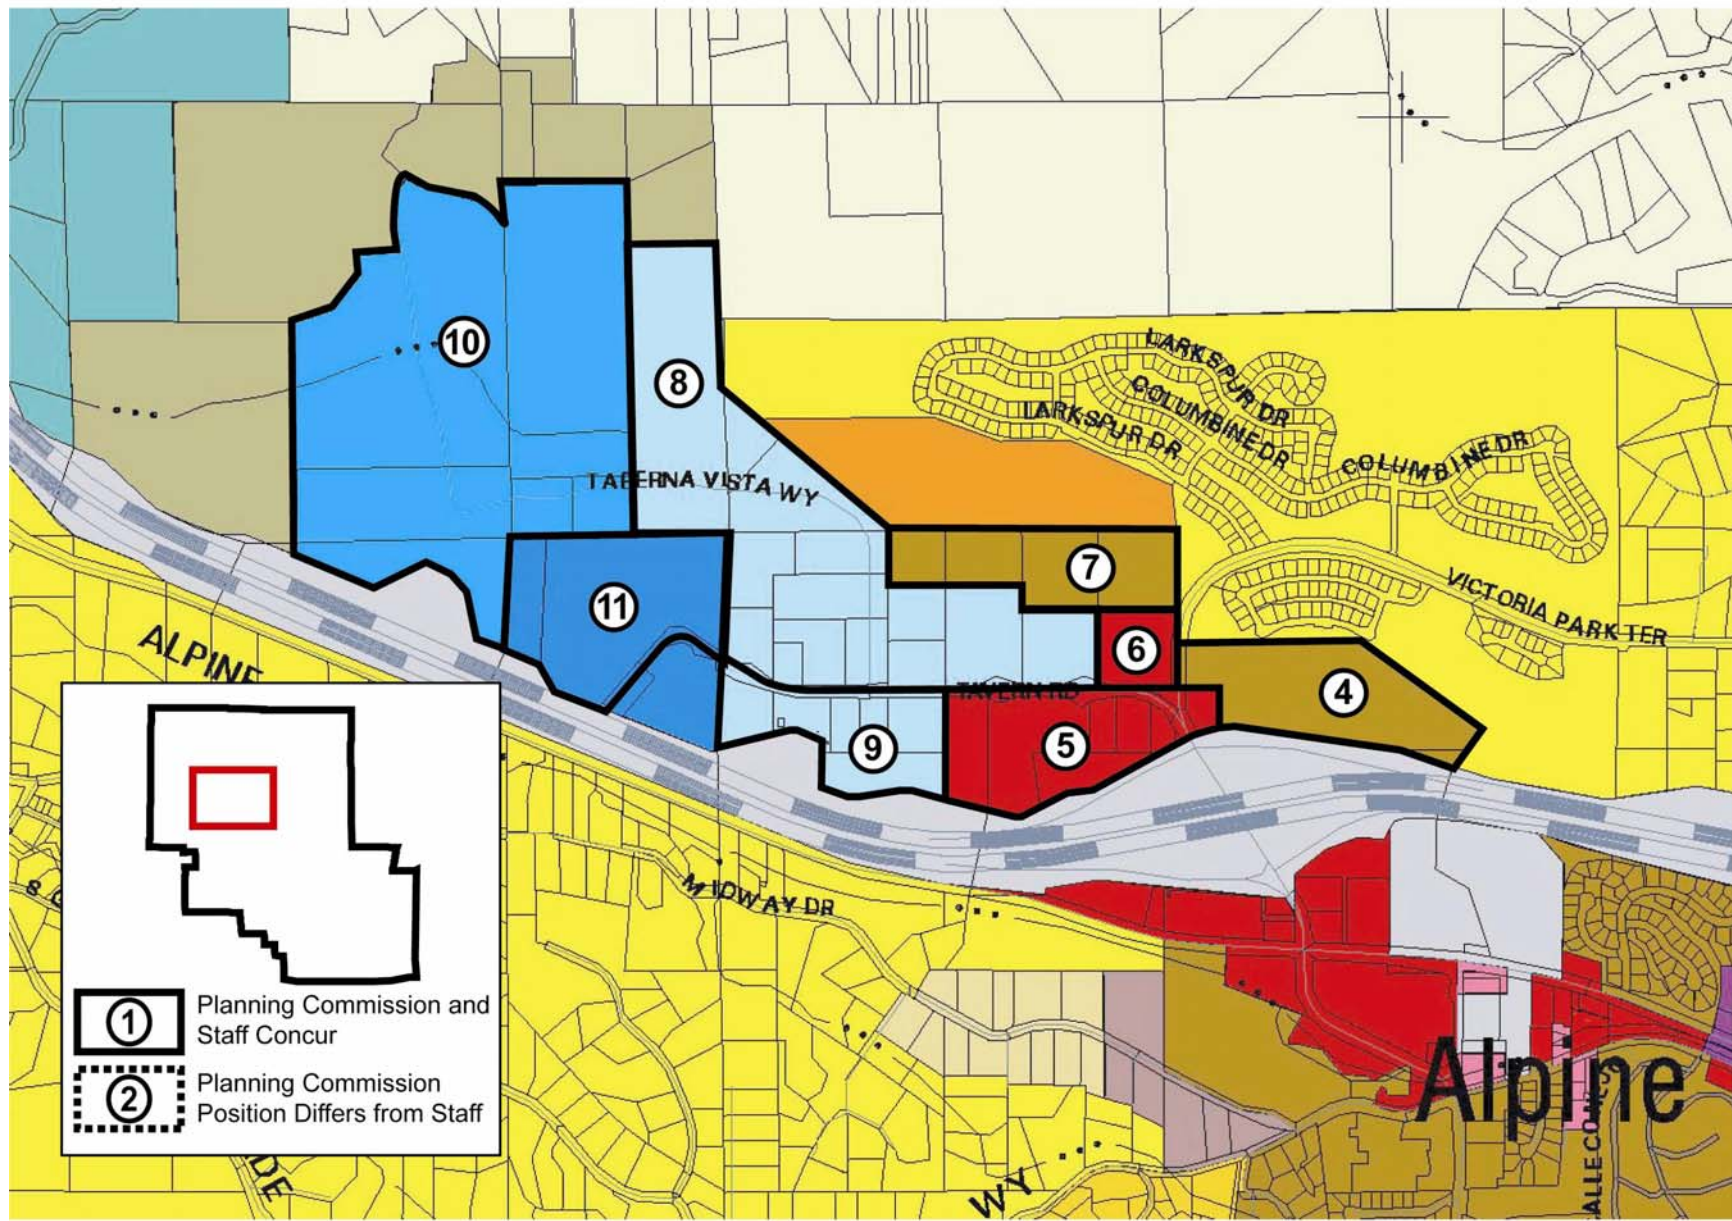 LARKSPUR DR
COLUMBINE DR
LARKSPUR DR
COLUMBINE DR
10
8
TABERNA VISTA WY
7
VICTORIA PARK TER
11
6
ALPINE
TAVERN RD
4
9
5
MIDWAY DR
1
Planning Commission and
Staff Concur
2
Planning Commission
Position Differs from Staff
Alpine
WY